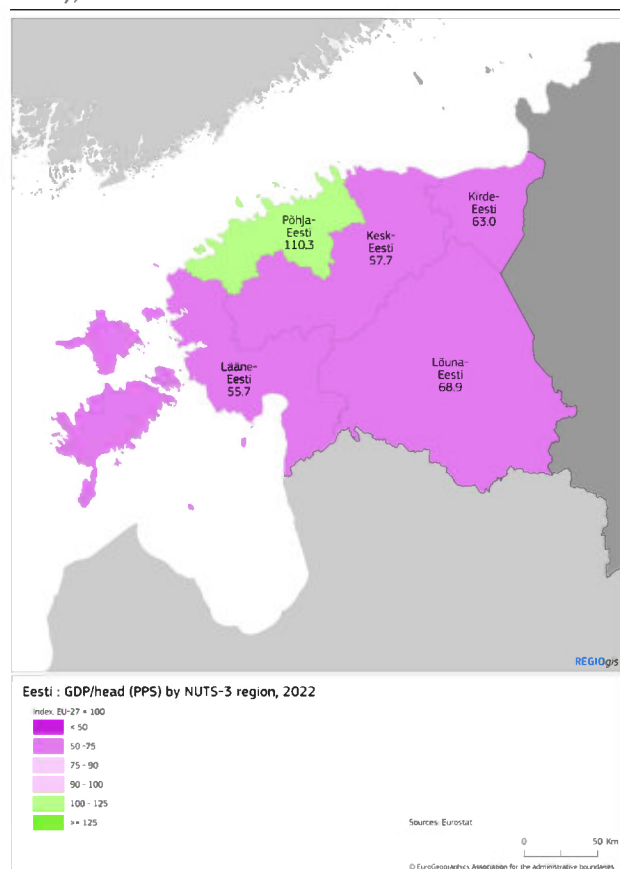 Põhja-
Eesti
110.3
Kirde-
Eesti
63.0
Kesk-
Eesti
57.7
Lääne-
Eesti
55.7
Lõuna-
Eesti
68.9
REGIOgis
Eesti : GDP/head (PPS) by NUTS-3 region, 2022
Index, EU-27 = 100
< 50
50 -75
75 - 90
90 - 100
100 - 125
>= 125
Sources: Eurostat
0 50 Km
© EuroGeographics Association for the administrative boundaries